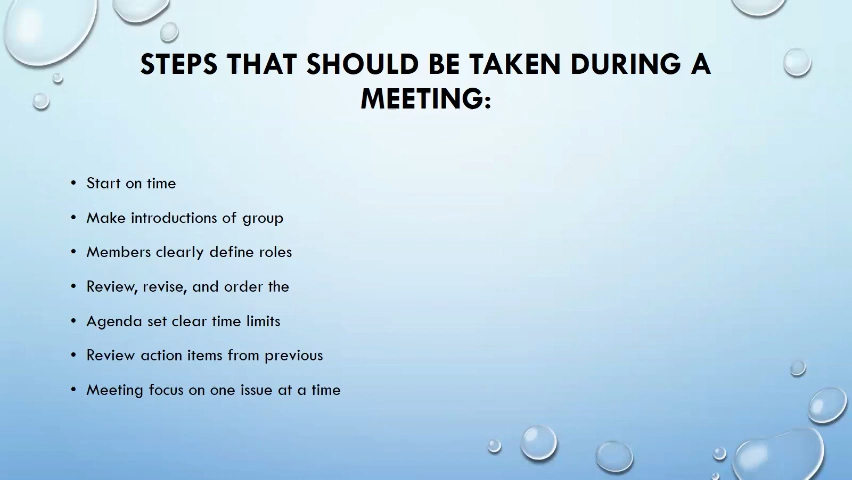 STEPS THAT SHOULD BE TAKEN DURING A
MEETING:
• Start on time
• Make introductions of group
• Members clearly define roles
• Review, revise, and order the
• Agenda set clear time limits
• Review action items from previous
• Meeting focus on one issue at a time